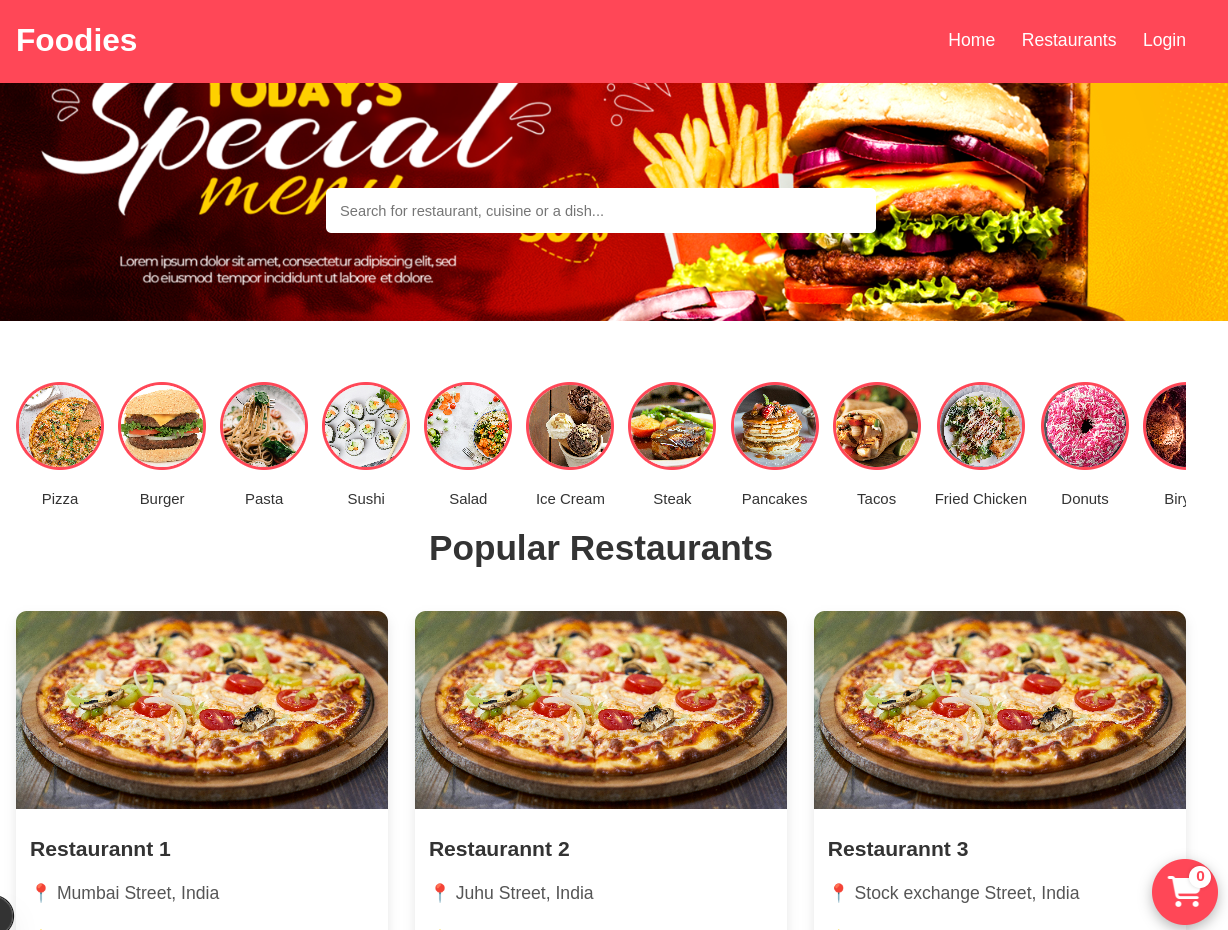 Foodies
Home Restaurants Login
TODAY'S
Special
menu
Search for restaurant, cuisine or a dish...
Lorem ipsum dolor sit amet, consectetur adipiscing elit, sed
do eiusmod tempor incididunt ut labore et dolore.
Pizza Burger Pasta Sushi Salad Ice Cream Steak Pancakes Tacos Fried Chicken Donuts
Popular Restaurants
Restaurannt 1 Restaurannt 2 Restaurannt 3
Mumbai Street, India Juhu Street, India Stock exchange Street, India
0